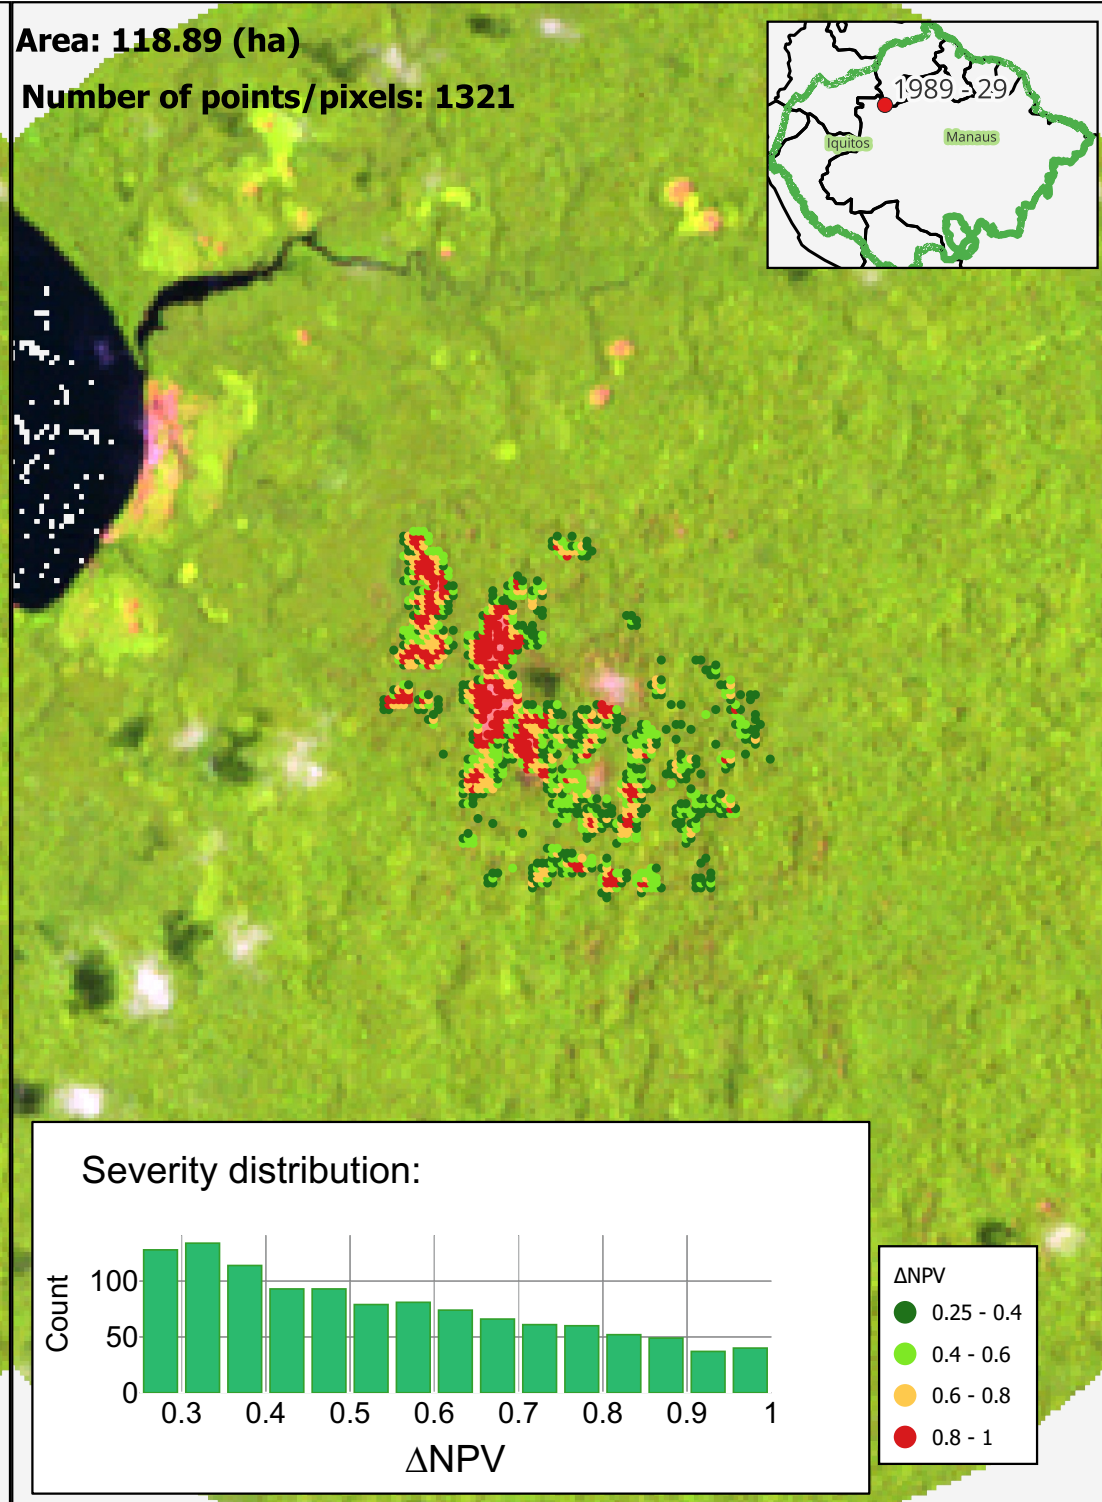 Area: 118.89 (ha)
Number of points/pixels: 1321
1989 - 29
Iquitos
Manaus
Severity distribution:
Count
100
50
0
0.3 0.4 0.5 0.6 0.7 0.8 0.9 1
ΔNPV
ΔNPV
0.25 - 0.4
0.4 - 0.6
0.6 - 0.8
0.8 - 1